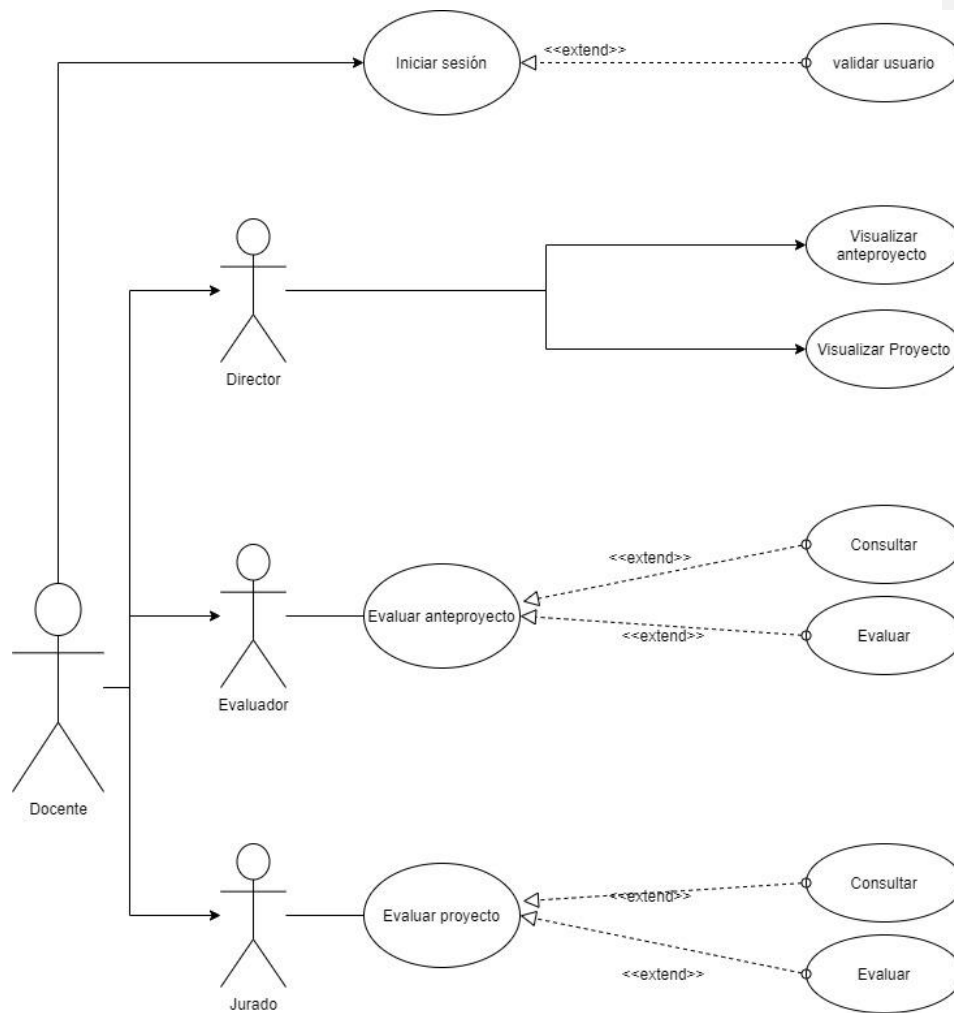 Iniciar sesión
<<extend>>
validar usuario
Visualizar
anteproyecto
Visualizar Proyecto
Director
Consultar
<<extend>>
Evaluar anteproyecto
<<extend>>
Evaluar
Evaluador
Docente
Consultar
<<extend>>
Evaluar proyecto
<<extend>>
Evaluar
Jurado